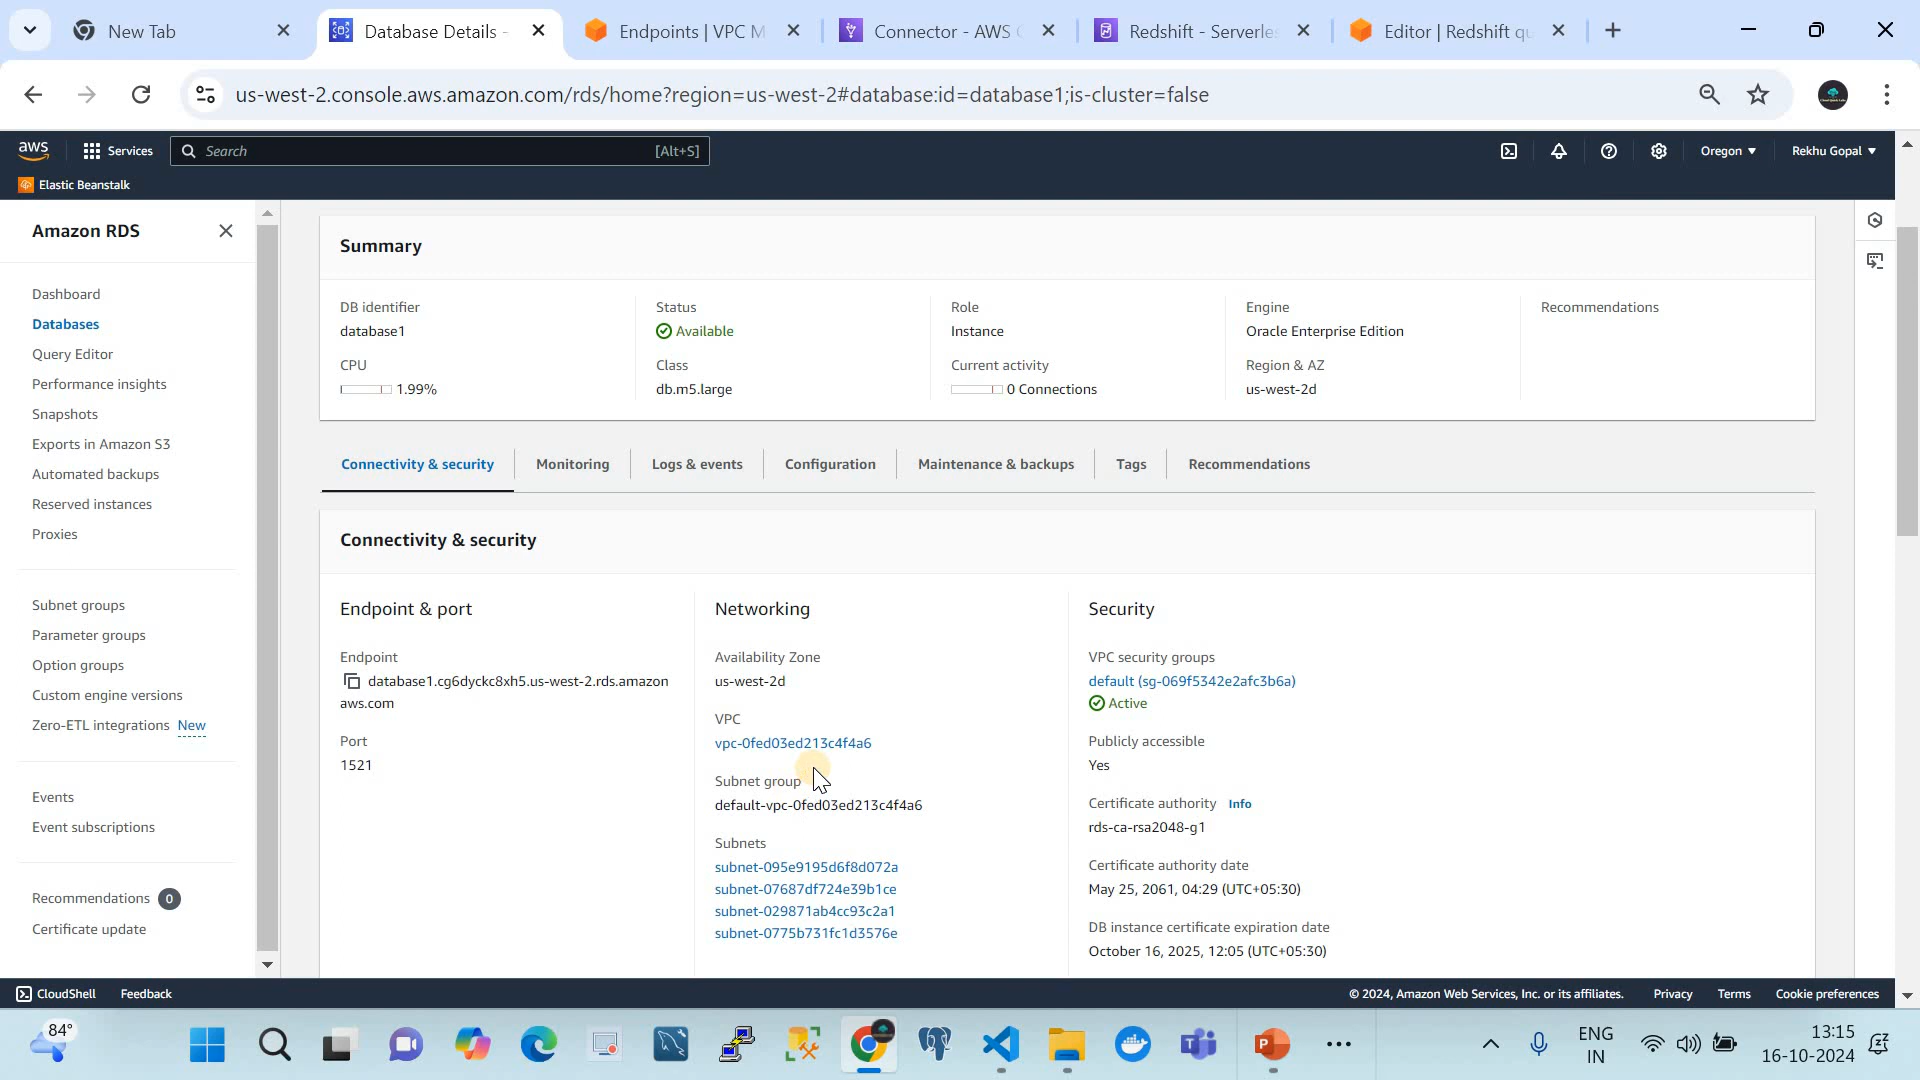 New Tab
Database Details -
Endpoints | VPC M
Connector - AWS
Redshift - Serverles
Editor | Redshift qu
us-west-2.console.aws.amazon.com/rds/home?region=us-west-2#database:id=database1;is-cluster=false
aws
Services
Search
[Alt+S]
Oregon
Rekhu Gopal
Elastic Beanstalk
Amazon RDS
Dashboard
Databases
Query Editor
Performance insights
Snapshots
Exports in Amazon S3
Automated backups
Reserved instances
Proxies
Subnet groups
Parameter groups
Option groups
Custom engine versions
Zero-ETL integrations New
Events
Event subscriptions
Recommendations 0
Certificate update
Summary
DB identifier
database1
Status
Available
Role
Instance
Engine
Oracle Enterprise Edition
Recommendations
CPU
1.99%
Class
db.m5.large
Current activity
0 Connections
Region & AZ
us-west-2d
Connectivity & security
Monitoring
Logs & events
Configuration
Maintenance & backups
Tags
Recommendations
Connectivity & security
Endpoint & port
Endpoint
database1.cg6dyckc8xh5.us-west-2.rds.amazon
aws.com
Port
1521
Networking
Availability Zone
us-west-2d
VPC
vpc-0fed03ed213c4f4a6
Subnet group
default-vpc-0fed03ed213c4f4a6
Subnets
subnet-095e9195d6f8d072a
subnet-07687df724e39b1ce
subnet-029871ab4cc93c2a1
subnet-0775b731fc1d3576e
Security
VPC security groups
default (sg-069f5342e2afc3b6a)
Active
Publicly accessible
Yes
Certificate authority Info
rds-ca-rsa2048-g1
Certificate authority date
May 25, 2061, 04:29 (UTC+05:30)
DB instance certificate expiration date
October 16, 2025, 12:05 (UTC+05:30)
CloudShell
Feedback
© 2024, Amazon Web Services, Inc. or its affiliates.
Privacy
Terms
Cookie preferences
84°
ENG
IN
13:15
16-10-2024